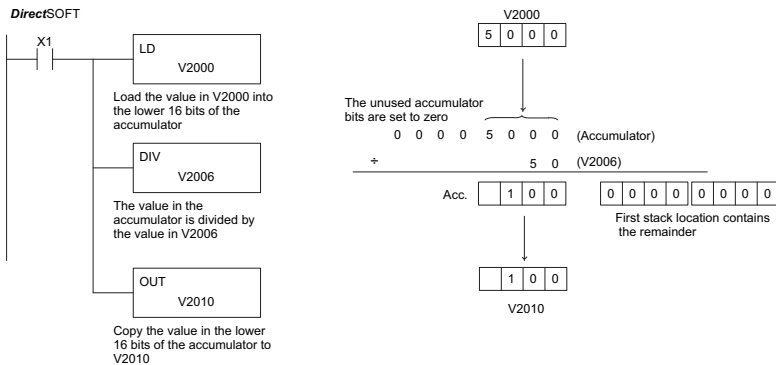 DirectSOFT
X1
LD
V2000
Load the value in V2000 into
the lower 16 bits of the
accumulator
DIV
V2006
The value in the
accumulator is divided by
the value in V2006
OUT
V2010
Copy the value in the lower
16 bits of the accumulator to
V2010
V2000
5 0 0 0
The unused accumulator
bits are set to zero
0 0 0 0 5 0 0 0 (Accumulator)
÷ 5 0 (V2006)
Acc. 1 0 0 0 0 0 0 0 0 0 0
First stack location contains
the remainder
1 0 0
V2010